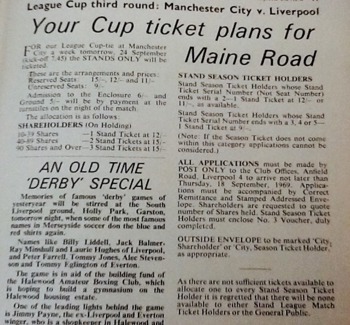 League Cup third round: Manchester City v. Liverpool
Your Cup ticket plans for
Maine Road
FOR our League Cup-tie at Manchester
City a week tomorrow, 24 September
(kick-off 7.45) the STANDS ONLY will be
ticketed.
These are the arrangements and prices:
Reserved Seats: 15/-, 12/- and 11/-
Unreserved Seats: 9/-
Admission to the Enclosure 6/- and
Ground 5/- will be by payment at the
turnstiles on the night of the match.
The allocation is as follows:
SHAREHOLDERS (On Holding)
10-39 Shares —1 Stand Ticket at 12/-
40-89 Shares —2 Stand Tickets at 15/-
90 Shares and Over—3 Stand Tickets at 15/-
AN OLD TIME
'DERBY' SPECIAL
Memories of famous 'derby' games of
yesteryear will be stirred at the South
Liverpool ground, Holly Park, Garston,
tomorrow night, when some of the most famous
names in Merseyside soccer don the blue and
red shirts again.
Names like Billy Liddell, Jack Balmer,
Ray Minshull and Laurie Hughes of Liverpool,
and Peter Farrell, Tommy Jones, Alec Steven-
son and Tommy Eglington of Everton.
The game is in aid of the building fund of
the Halewood Amateur Boxing Club, which
is hoping to build a gymnasium on the
Halewood housing estate.
One of the leading lights behind the game
is Jimmy Payne, the ex-Liverpool and Everton
winger, who is a shopkeeper in Halewood and
STAND SEASON TICKET HOLDERS
Stand Season Ticket Holders whose Stand
Ticket Serial Number (Not Seat Number)
ends with a 2—1 Stand Ticket at 12/- or
11/-, as available.
Stand Season Ticket Holders whose Stand
Ticket Serial Number ends with a 3, 4 or 5—
1 Stand Ticket at 9/-.
(Note: If the Season Ticket does not come
within this category applications cannot be
considered.)
ALL APPLICATIONS must be made by
POST ONLY to the Club Offices, Anfield
Road, Liverpool 4 to arrive not later than
Thursday, 18 September, 1969. Applica-
tions must be accompanied by Correct
Remittance and Stamped Addressed Enve-
lope. Shareholders are requested to quote
number of Shares held. Stand Season Ticket
Holders must enclose No. 3 Voucher, duly
completed.
OUTSIDE ENVELOPE to be marked 'City,
Shareholder' or 'City, Season Ticket Holder,'
as appropriate.
As there are not sufficient tickets available to
allocate one to every Stand Season Ticket
Holder it is regretted that there will be none
available to either Stand League Match
Ticket Holders or the General Public.